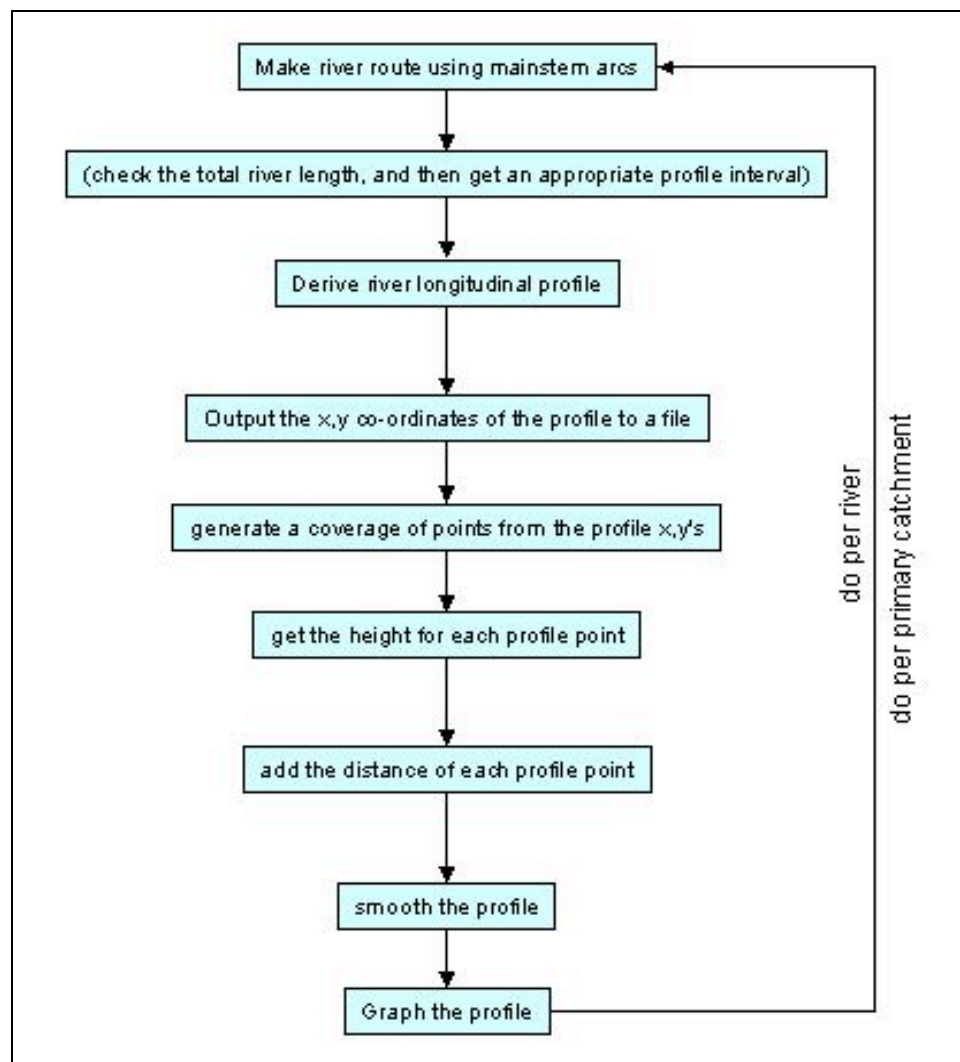 Make river route using mainstem arcs
(check the total river length, and then get an appropriate profile interval)
Derive river longitudinal profile
Output the x,y co-ordinates of the profile to a file
generate a coverage of points from the profile x,y's
get the height for each profile point
add the distance of each profile point
smooth the profile
Graph the profile
do per river
do per primary catchment